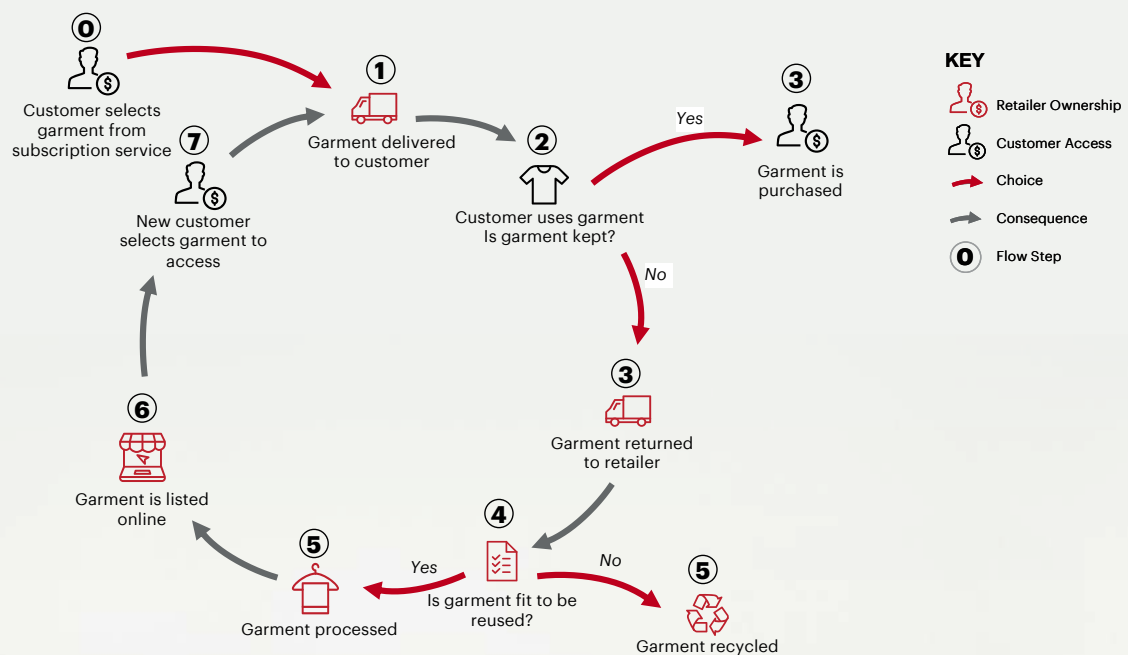 0
Customer selects
garment from
subscription service
1
Garment delivered
to customer
2
Customer uses garment
Is garment kept?
Yes
3
Garment is
purchased
No
3
Garment returned
to retailer
4
Is garment fit to be
reused?
No
5
Garment recycled
Yes
5
Garment processed
6
Garment is listed
online
7
New customer
selects garment to
access
KEY
Retailer Ownership
Customer Access
Choice
Consequence
0 Flow Step